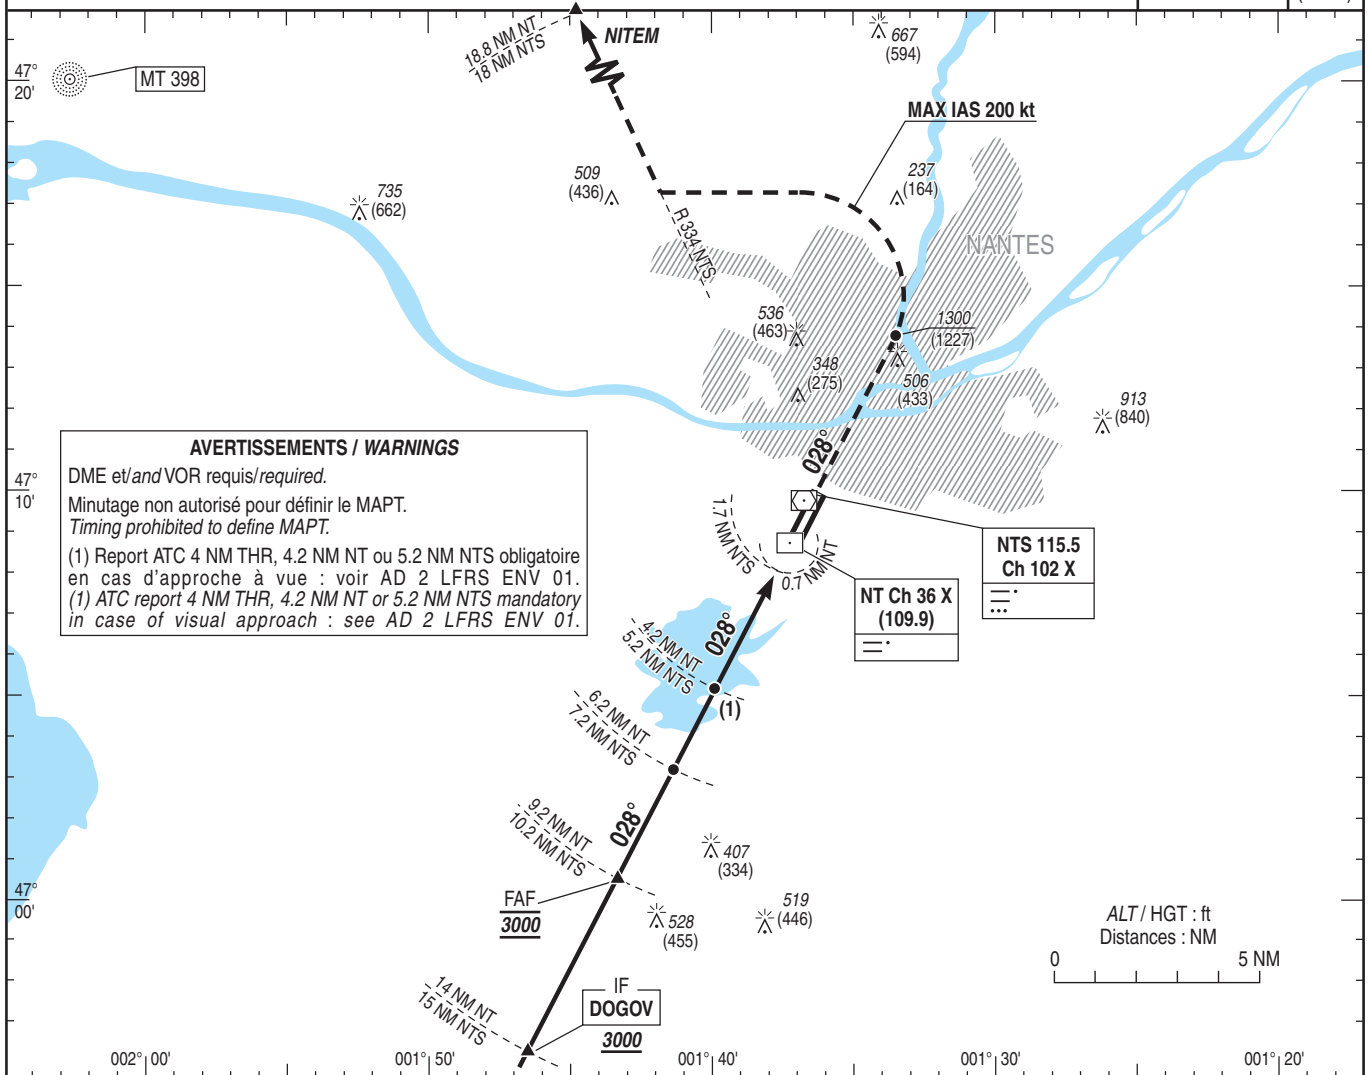 18.8 NM NT
18 NM NTS
NITEM
667
(594)
47°
20'
MT 398
MAX IAS 200 kt
509
(436)
237
(164)
735
(662)
R 334 NTS
NANTES
536
(463)
1300
(1227)
348
(275)
506
(433)
913
(840)
AVERTISSEMENTS / WARNINGS
DME et/and VOR requis/required.
Minutage non autorisé pour définir le MAPT.
Timing prohibited to define MAPT.
(1) Report ATC 4 NM THR, 4.2 NM NT ou 5.2 NM NTS obligatoire
en cas d'approche à vue : voir AD 2 LFRS ENV 01.
(1) ATC report 4 NM THR, 4.2 NM NT or 5.2 NM NTS mandatory
in case of visual approach : see AD 2 LFRS ENV 01.
028°
47°
10'
1.7 NM NTS
0.7 NM NT
NTS 115.5
Ch 102 X
NT Ch 36 X
(109.9)
028°
4.2 NM NT
5.2 NM NTS
(1)
6.2 NM NT
7.2 NM NTS
028°
9.2 NM NT
10.2 NM NTS
407
(334)
47°
00'
FAF
3000
528
(455)
519
(446)
ALT / HGT : ft
Distances : NM
0 5 NM
14 NM NT
15 NM NTS
IF
DOGOV
3000
002° 00' 001° 50' 001° 40' 001° 30' 001° 20'